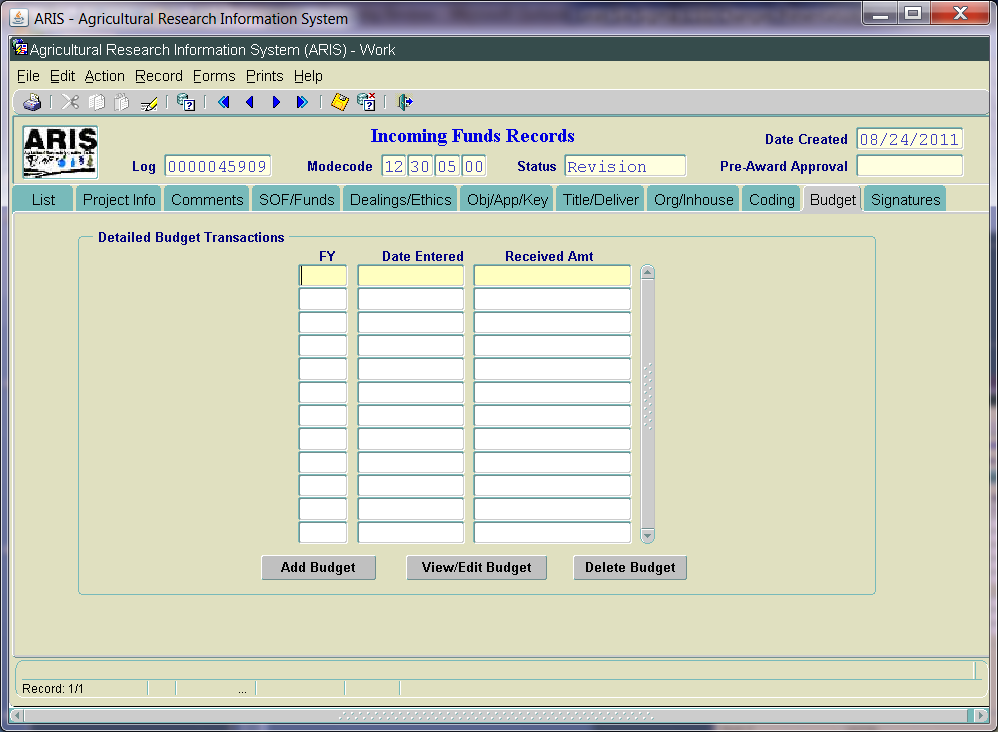 ARIS - Agricultural Research Information System
Agricultural Research Information System (ARIS) - Work
File Edit Action Record Forms Prints Help
ARIS
Incoming Funds Records
Date Created 08/24/2011
Log 0000045909 Modecode 12 30 05 00 Status Revision Pre-Award Approval
List Project Info Comments SOF/Funds Dealings/Ethics Obj/App/Key Title/Deliver Org/Inhouse Coding Budget Signatures
Detailed Budget Transactions
FY Date Entered Received Amt
Add Budget View/Edit Budget Delete Budget
Record: 1/1 ...